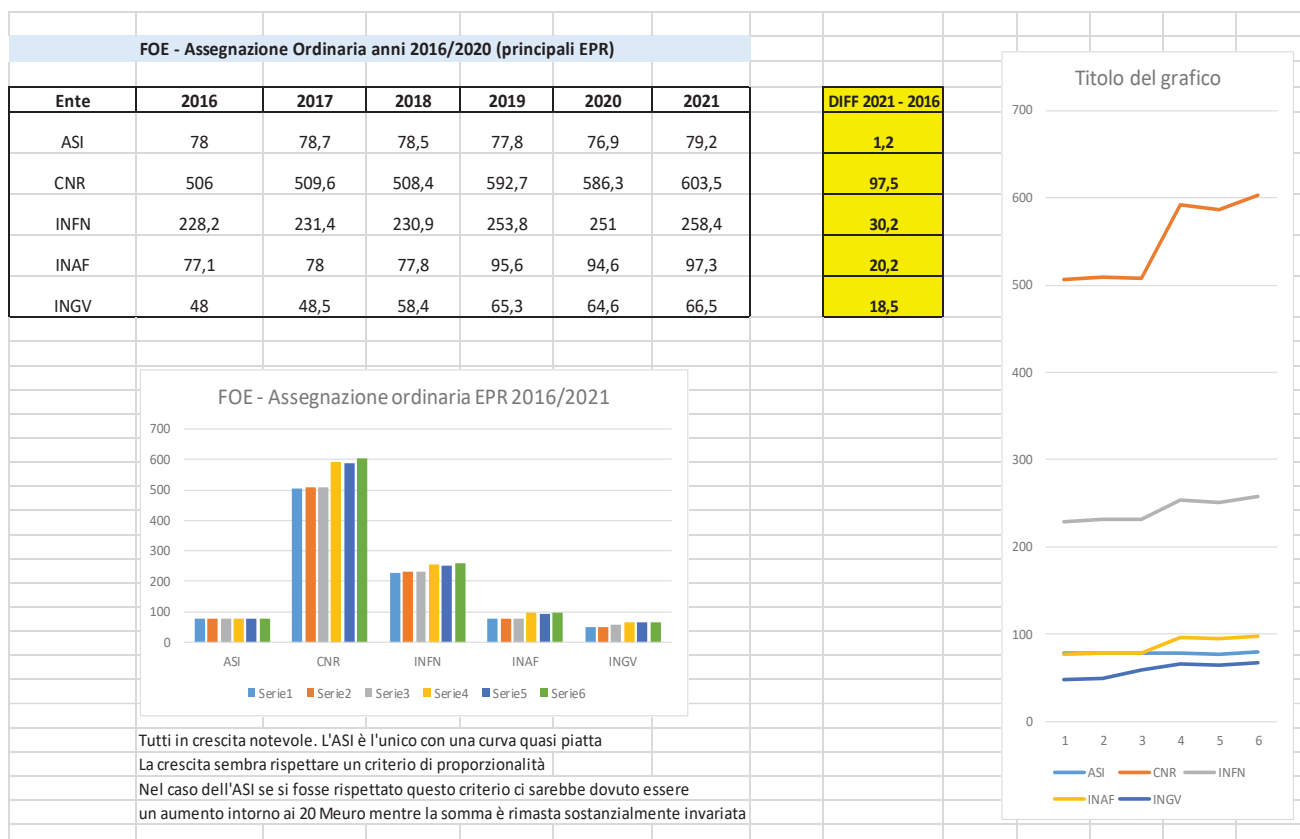 FOE - Assegnazione Ordinaria anni 2016/2020 (principali EPR)
Ente 2016 2017 2018 2019 2020 2021 DIFF 2021 - 2016
ASI 78 78,7 78,5 77,8 76,9 79,2 1,2
CNR 506 509,6 508,4 592,7 586,3 603,5 97,5
INFN 228,2 231,4 230,9 253,8 251 258,4 30,2
INAF 77,1 78 77,8 95,6 94,6 97,3 20,2
INGV 48 48,5 58,4 65,3 64,6 66,5 18,5
FOE - Assegnazione ordinaria EPR 2016/2021
700
600
500
400
300
200
100
0
ASI CNR INFN INAF INGV
Serie1 Serie2 Serie3 Serie4 Serie5 Serie6
Tutti in crescita notevole. L'ASI è l'unico con una curva quasi piatta
La crescita sembra rispettare un criterio di proporzionalità
Nel caso dell'ASI se si fosse rispettato questo criterio ci sarebbe dovuto essere
un aumento intorno ai 20 Meuro mentre la somma è rimasta sostanzialmente invariata
Titolo del grafico
700
600
500
400
300
200
100
0
1 2 3 4 5 6
ASI CNR INFN
INAF INGV